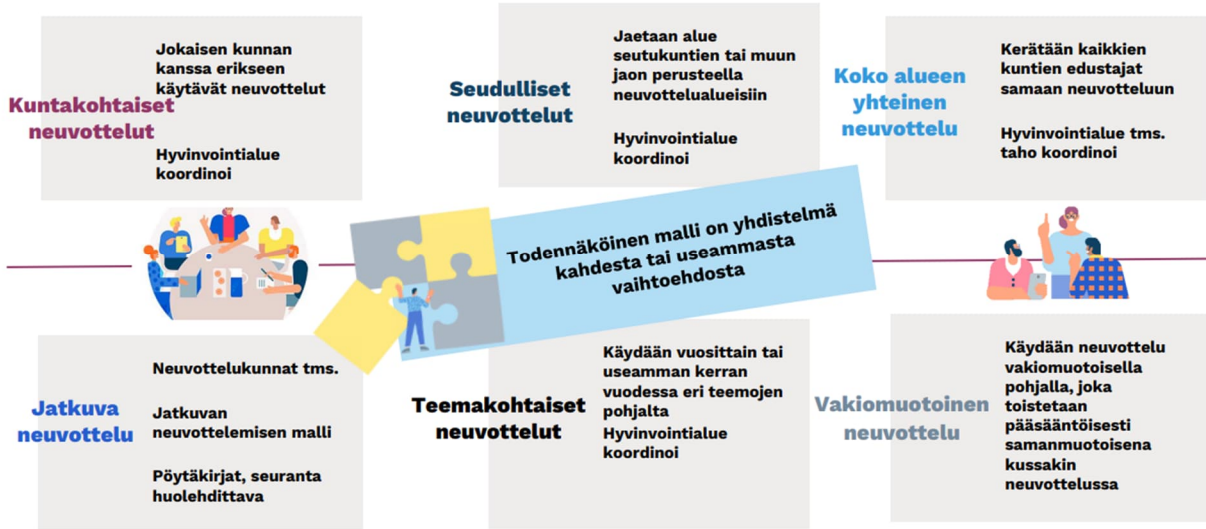 Kuntakohtaiset
neuvottelut
Jokaisen kunnan
kanssa erikseen
käytävät neuvottelut
Hyvinvointialue
koordinoi
Seudulliset
neuvottelut
Jaetaan alue
seutukuntien tai muun
jaon perusteella
neuvottelualueisiin
Hyvinvointialue
koordinoi
Koko alueen
yhteinen
neuvottelu
Kerätään kaikkien
kuntien edustajat
samaan neuvotteluun
Hyvinvointialue tms.
taho koordinoi
Todennäköinen malli on yhdistelmä
kahdesta tai useammasta
vaihtoehdosta
Jatkuva
neuvottelu
Neuvottelukunnat tms.
Jatkuvan
neuvottelemisen malli
Pöytäkirjat, seuranta
huolehdittava
Teemakohtaiset
neuvottelut
Käydään vuosittain tai
useamman kerran
vuodessa eri teemojen
pohjalta
Hyvinvointialue
koordinoi
Vakiomuotoinen
neuvottelu
Käydään neuvottelu
vakiomuotoisella
pohjalla, joka
toistetaan
pääsääntöisesti
samanmuotoisena
kussakin
neuvottelussa